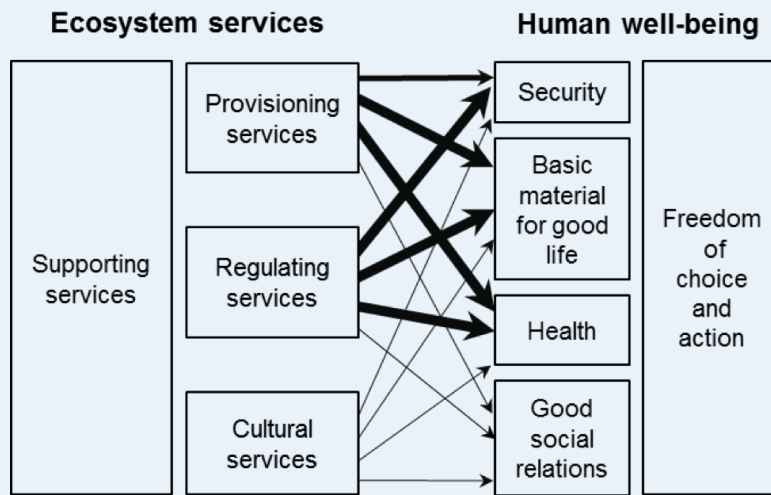 Ecosystem services
Human well-being
Supporting
services
Provisioning
services
Regulating
services
Cultural
services
Security
Basic
material
for good
life
Health
Good
social
relations
Freedom
of
choice
and
action